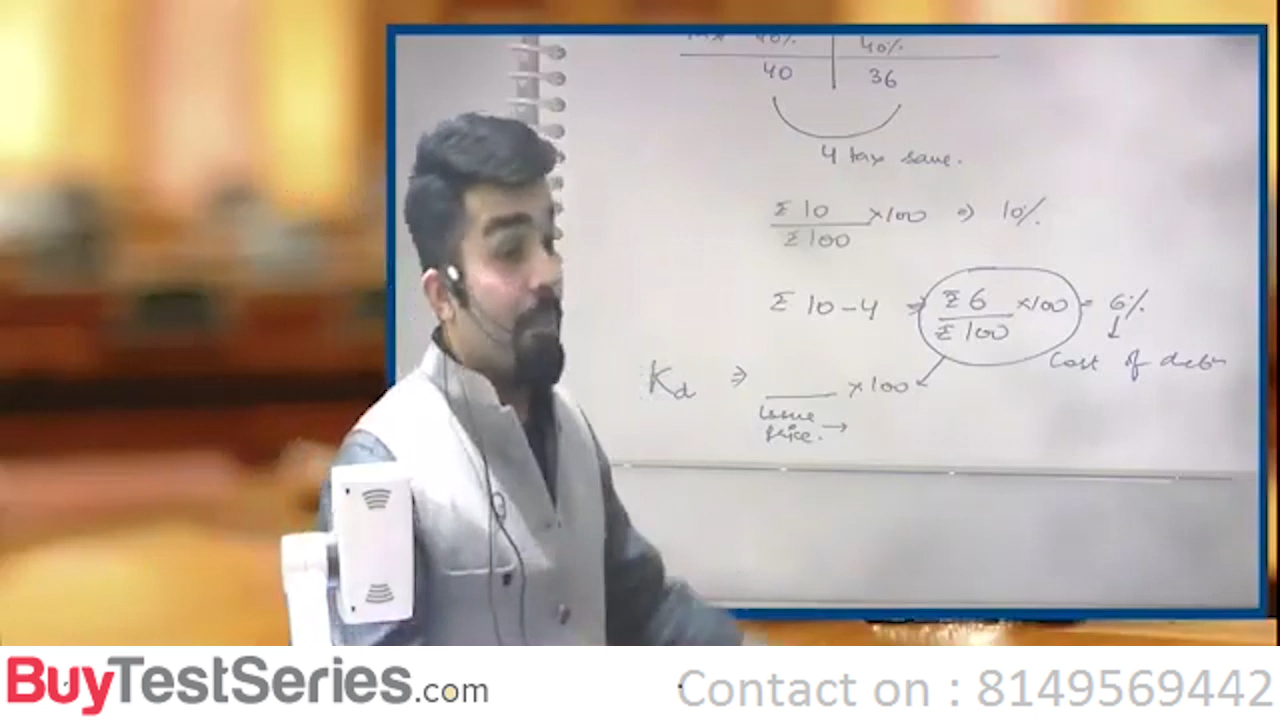 40% 40%
40 36
4 tax save.
₹ 10 / ₹ 100 × 100 ⇒ 10%.
₹ 10 - 4 ⇒ ₹ 6 / ₹ 100 × 100 = 6%.
Cost of debt
Kd ⇒ ___ × 100
issue
price. →
BuyTestSeries.com
Contact on : 8149569442